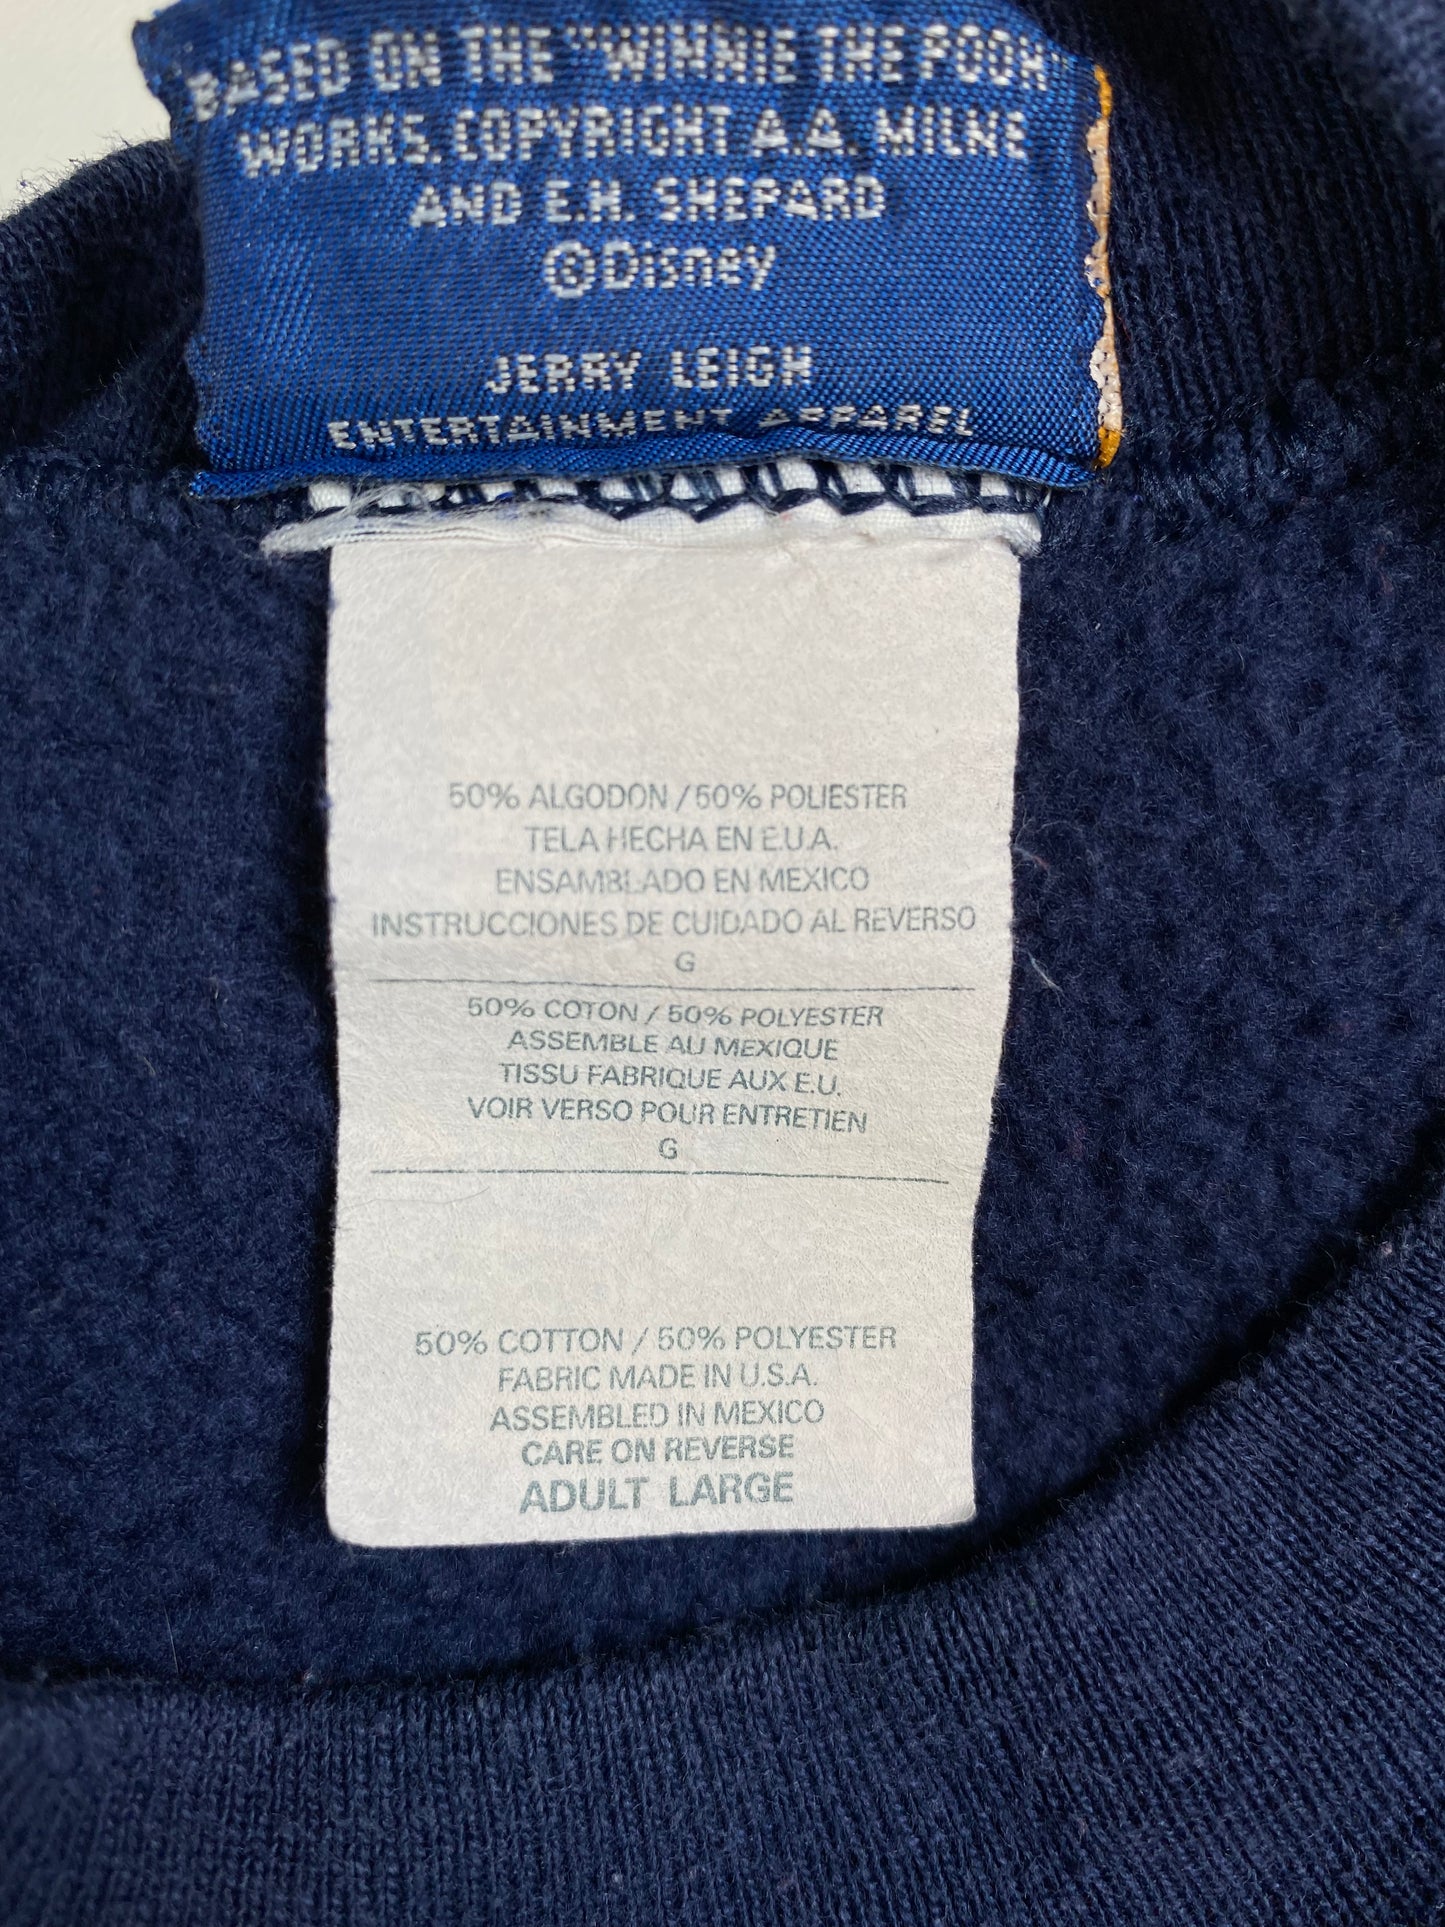 BASED ON THE "WINNIE THE POOH"
WORKS. COPYRIGHT A.A. MILNE
AND E.H. SHEPARD
©Disney
JERRY LEIGH
ENTERTAINMENT APPAREL
50% ALGODON / 50% POLIESTER
TELA HECHA EN E.U.A.
ENSAMBLADO EN MEXICO
INSTRUCCIONES DE CUIDADO AL REVERSO
G
50% COTON / 50% POLYESTER
ASSEMBLE AU MEXIQUE
TISSU FABRIQUE AUX E.U.
VOIR VERSO POUR ENTRETIEN
G
50% COTTON / 50% POLYESTER
FABRIC MADE IN U.S.A.
ASSEMBLED IN MEXICO
CARE ON REVERSE
ADULT LARGE